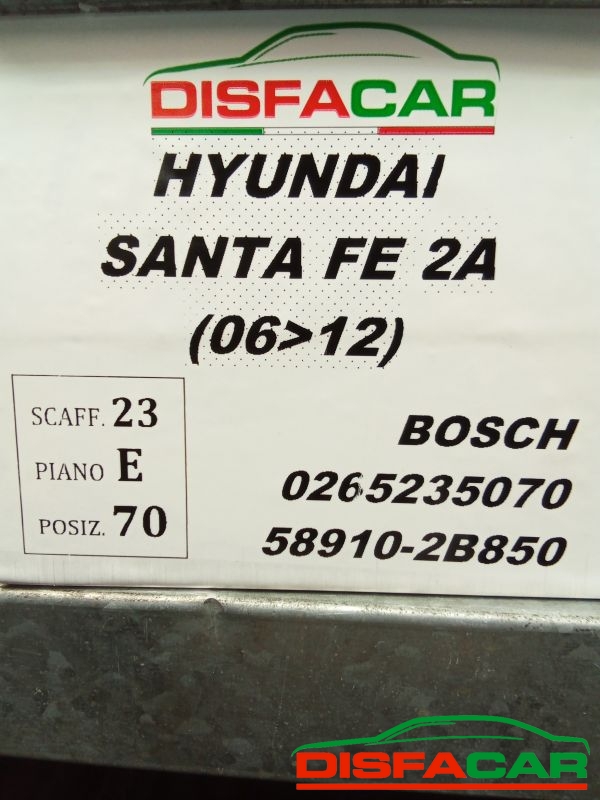 DISFACAR
HYUNDAI
SANTA FE 2A
(06>12)
SCAFF. 23
PIANO E
POSIZ. 70
BOSCH
0265235070
58910-2B850
DISFACAR